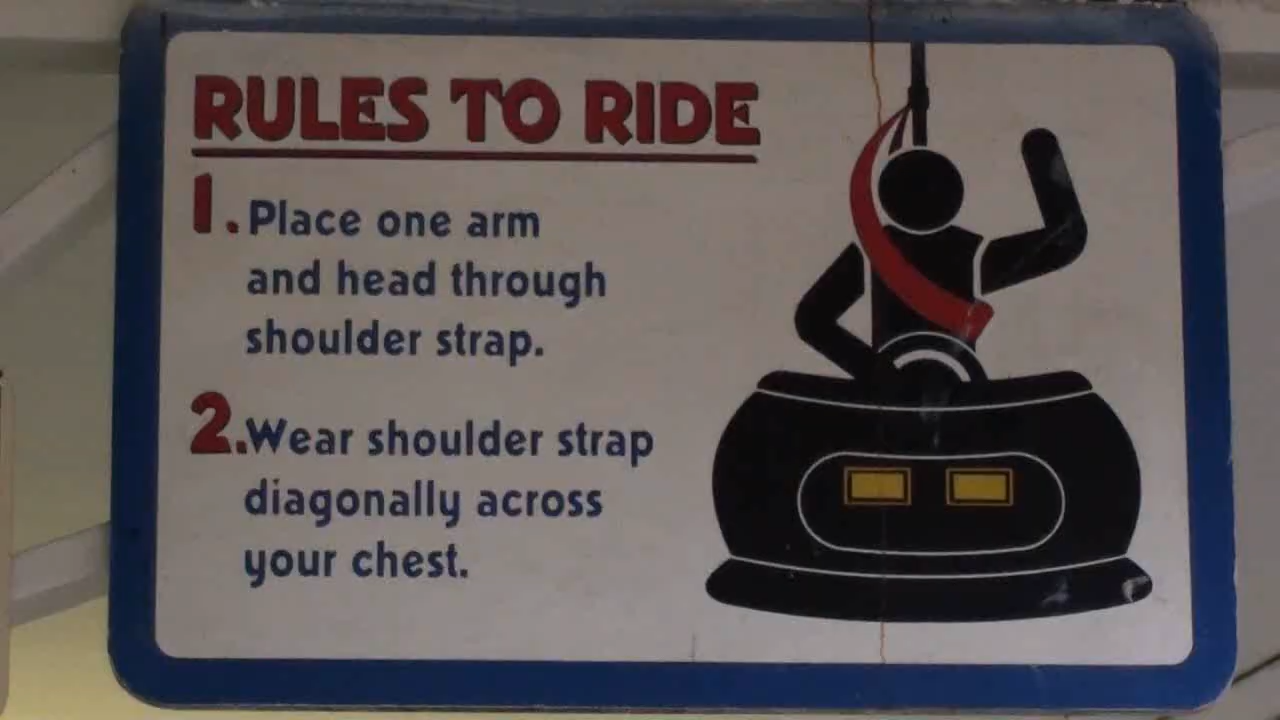 RULES TO RIDE
1. Place one arm
and head through
shoulder strap.
2. Wear shoulder strap
diagonally across
your chest.